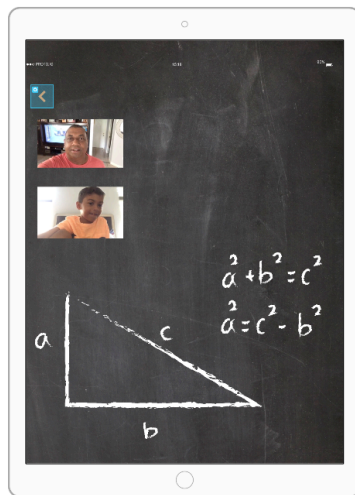 a² + b² = c²
a² = c² - b²
a
c
b